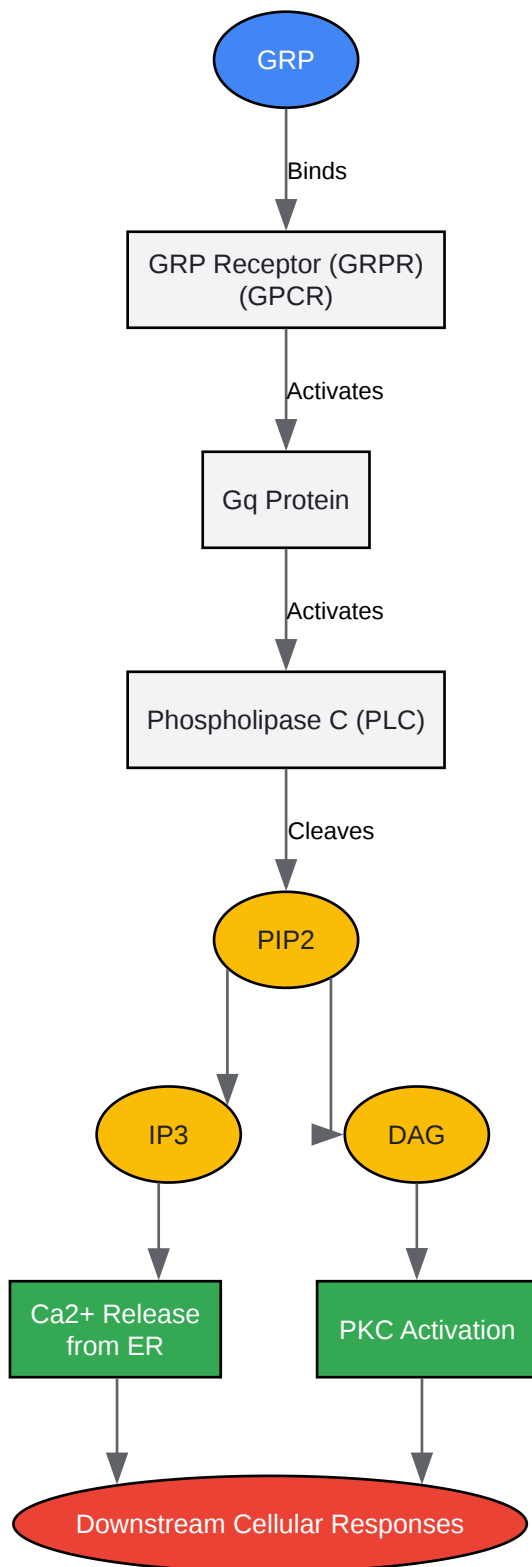 GRP
Binds
GRP Receptor (GRPR)
(GPCR)
Activates
Gq Protein
Activates
Phospholipase C (PLC)
Cleaves
PIP2
IP3
DAG
Ca2+ Release
from ER
PKC Activation
Downstream Cellular Responses